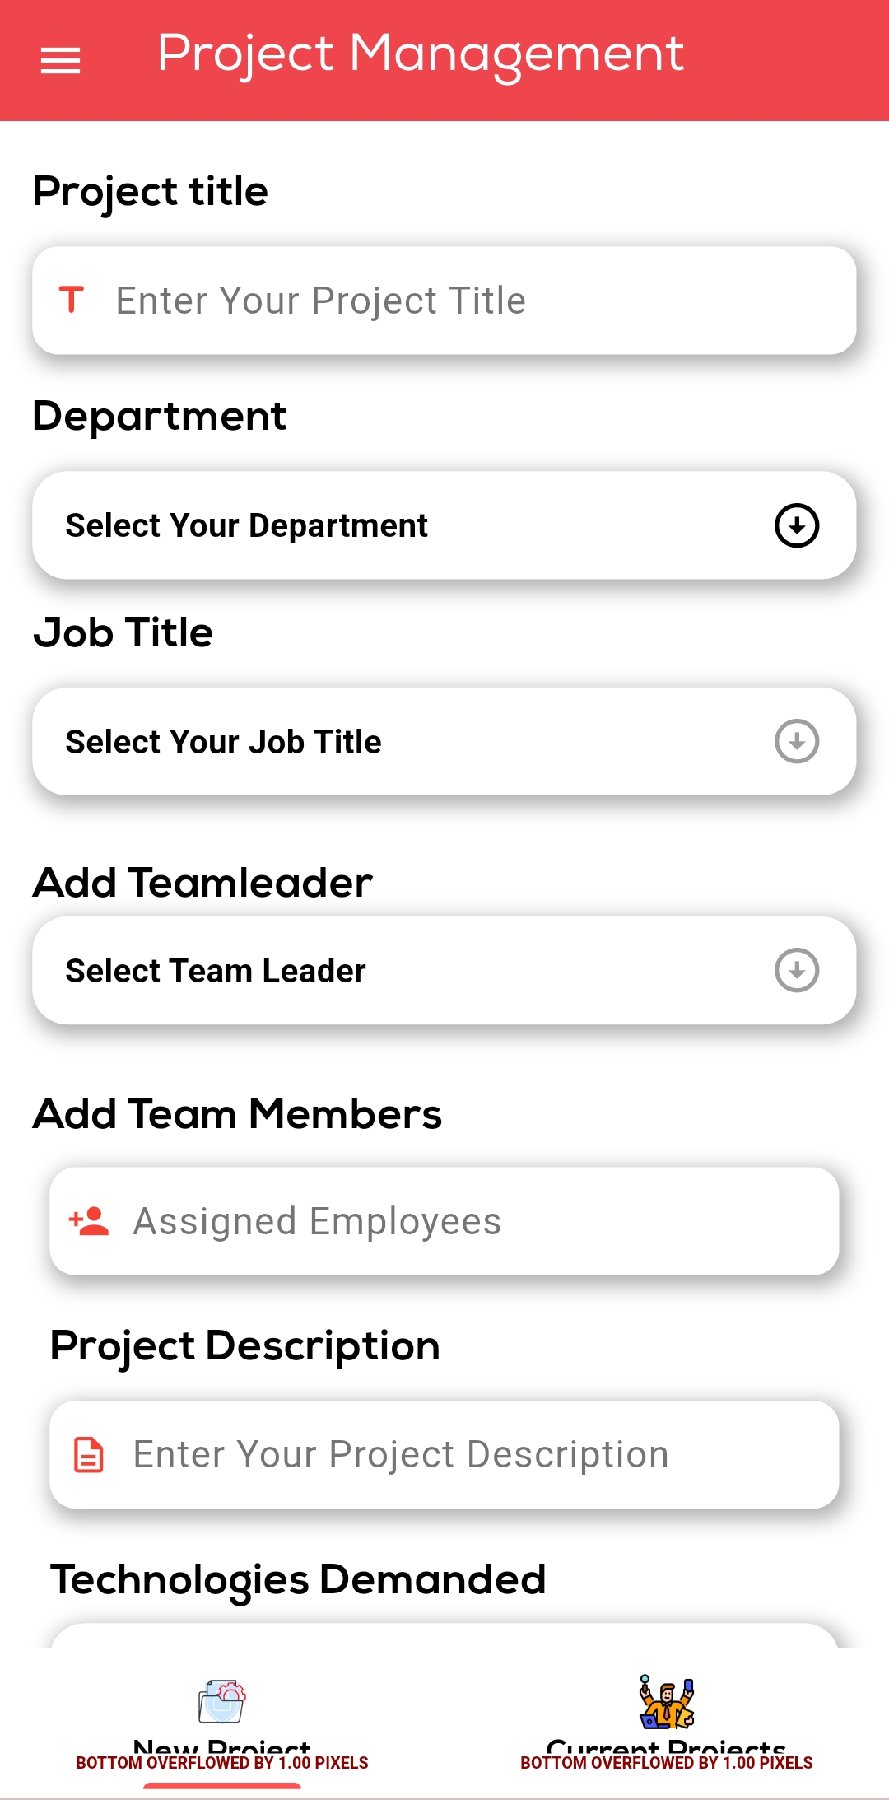 Project Management
Project title
Enter Your Project Title
Department
Select Your Department
Job Title
Select Your Job Title
Add Teamleader
Select Team Leader
Add Team Members
Assigned Employees
Project Description
Enter Your Project Description
Technologies Demanded
New Project
BOTTOM OVERFLOWED BY 1.00 PIXELS
Current Projects
BOTTOM OVERFLOWED BY 1.00 PIXELS